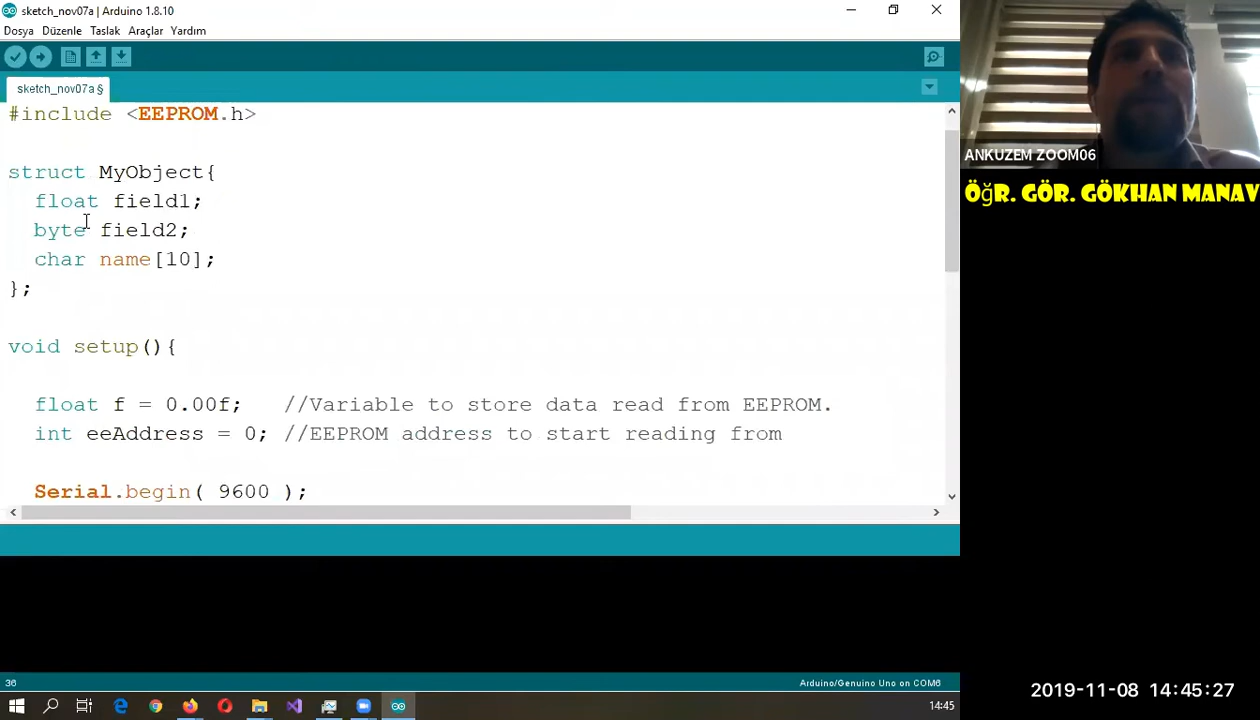 sketch_nov07a | Arduino 1.8.10
Dosya Düzenle Taslak Araçlar Yardım
sketch_nov07a §
#include <EEPROM.h>
struct MyObject{
float field1;
byte field2;
char name[10];
};
void setup(){
float f = 0.00f; //Variable to store data read from EEPROM.
int eeAddress = 0; //EEPROM address to start reading from
Serial.begin( 9600 );
36
Arduino/Genuino Uno on COM6
14:45
ANKUZEM ZOOM06
ÖĞR. GÖR. GÖKHAN MANAV
2019-11-08 14:45:27